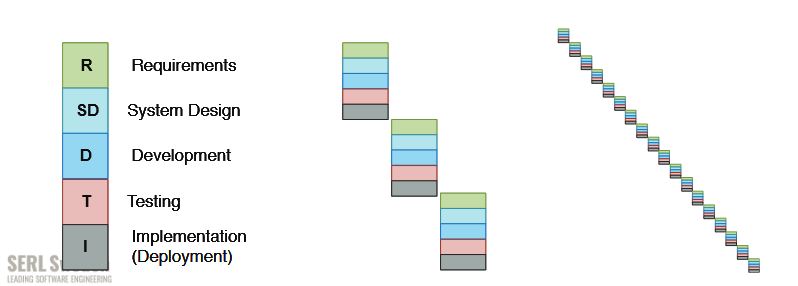 R Requirements
SD System Design
D Development
T Testing
I Implementation
(Deployment)
SERL
LEADING SOFTWARE ENGINEERING